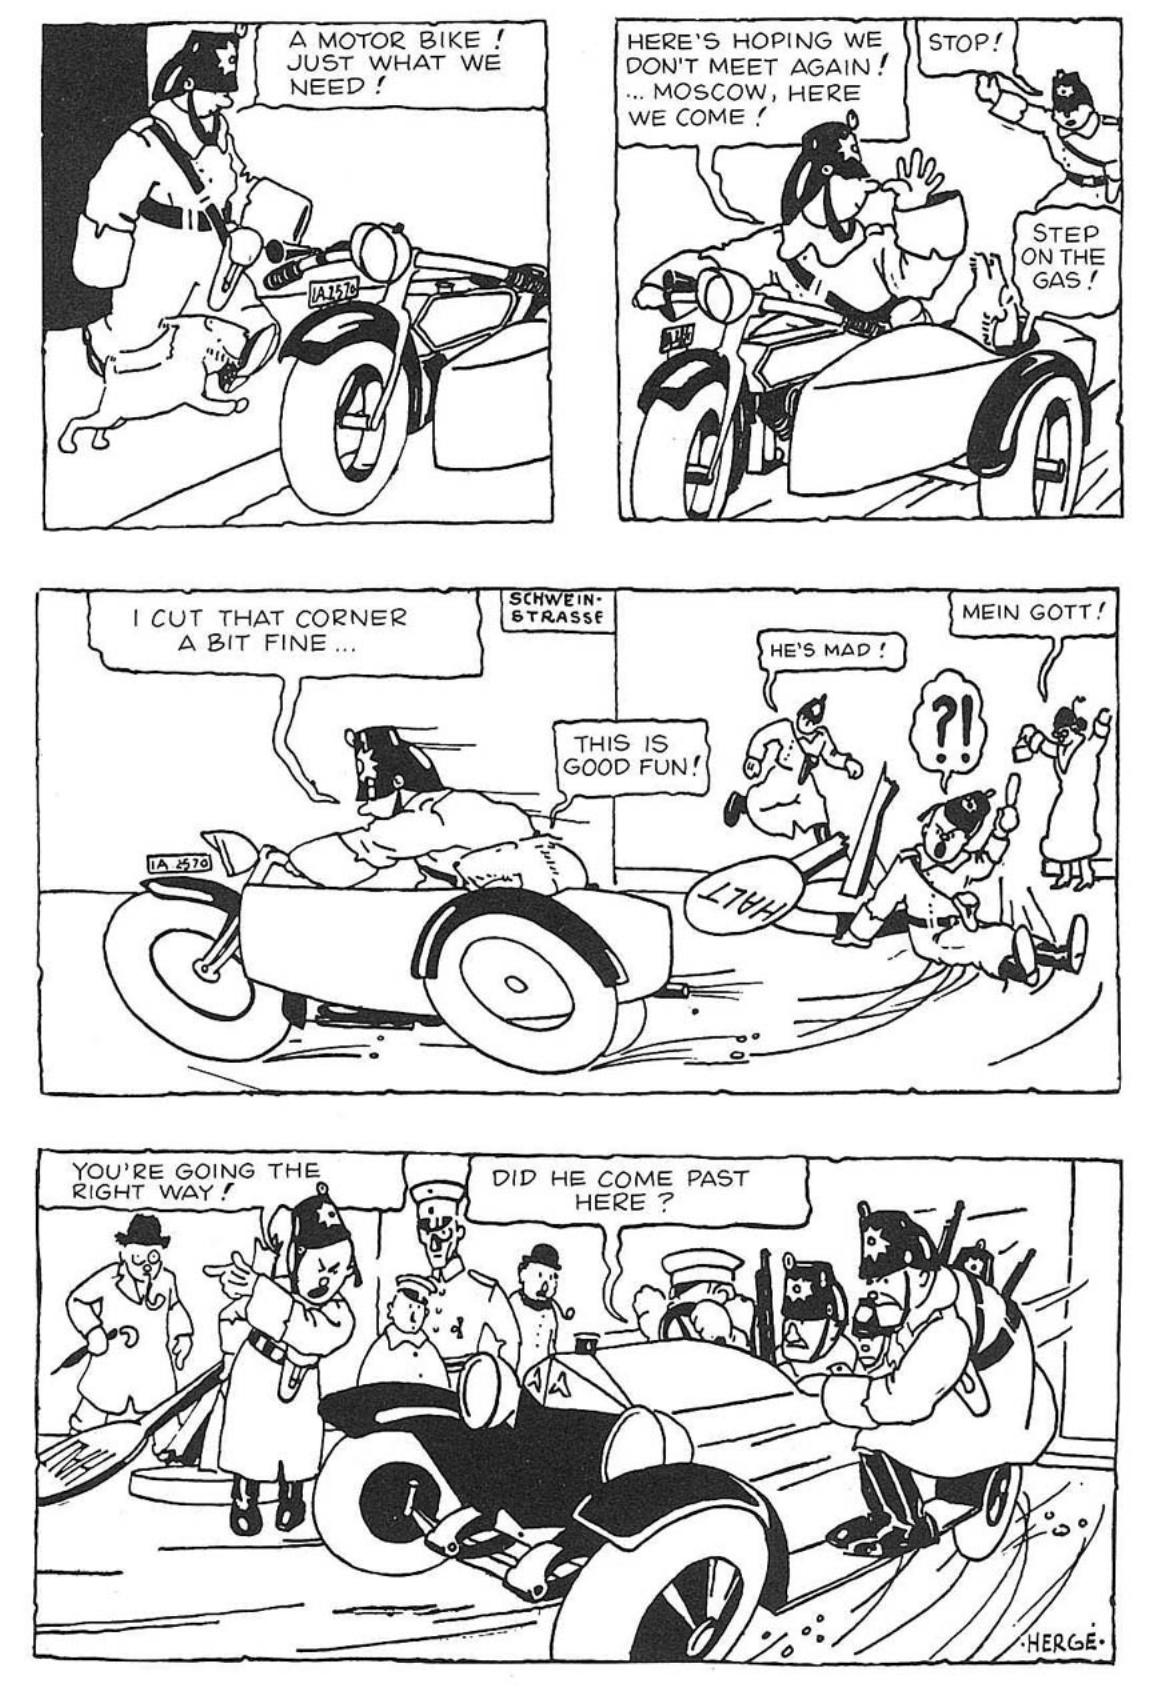 A MOTOR BIKE!
JUST WHAT WE
NEED!
IA.2570
HERE'S HOPING WE
DON'T MEET AGAIN!
... MOSCOW, HERE
WE COME!
STOP!
STEP
ON THE
GAS!
I CUT THAT CORNER
A BIT FINE...
SCHWEIN-
STRASSE
THIS IS
GOOD FUN!
HE'S MAD!
?!
MEIN GOTT!
IA 2570
HALT
YOU'RE GOING THE
RIGHT WAY!
DID HE COME PAST
HERE?
·HERGÉ·